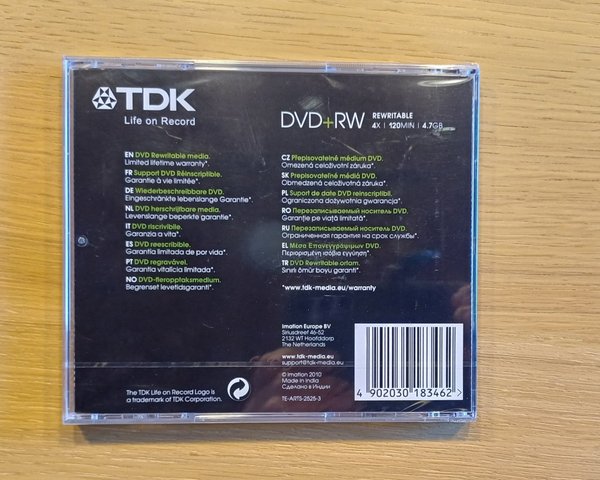 TDK
Life on Record
DVD+RW
REWRITABLE
4X | 120MIN | 4.7GB
EN DVD Rewritable media.
Limited lifetime warranty*.
FR Support DVD Réinscriptible.
Garantie à vie limitée*.
DE Wiederbeschreibbare DVD.
Eingeschränkte lebenslange Garantie*.
NL DVD herschrijfbare media.
Levenslange beperkte garantie*.
IT DVD riscrivibile.
Garanzia a vita*.
ES DVD reescribible.
Garantía limitada de por vida*.
PT DVD regravável.
Garantia vitalícia limitada*.
NO DVD-fleropptaksmedium.
Begrenset levetidsgaranti*.
CZ Přepisovatelné médium DVD.
Omezená celoživotní záruka*.
SK Prepisovateľné médiá DVD.
Obmedzená celoživotná záruka*.
PL Suport de date DVD reinscriptibil.
Ograniczona dożywotnia gwarancja*.
RO Перезаписываемый носитель DVD.
Garanție pe viață limitată*.
RU Перезаписываемый носитель DVD.
Ограниченная гарантия на срок службы*.
EL Μέσα Επανεγγράψιμων DVD.
Περιορισμένη ισόβια εγγύηση*.
TR DVD Rewritable ortam.
Sınırlı ömür boyu garanti*.
*www.tdk-media.eu/warranty
Imation Europe BV
Siriusdreef 46-52
2132 WT Hoofddorp
The Netherlands
www.tdk-media.eu
support@tdk-media.eu
© Imation 2010
Made in India
Сделано в Индии
TE-ARTS-2525-3
The TDK Life on Record Logo is
a trademark of TDK Corporation.
4 902030 183462 >